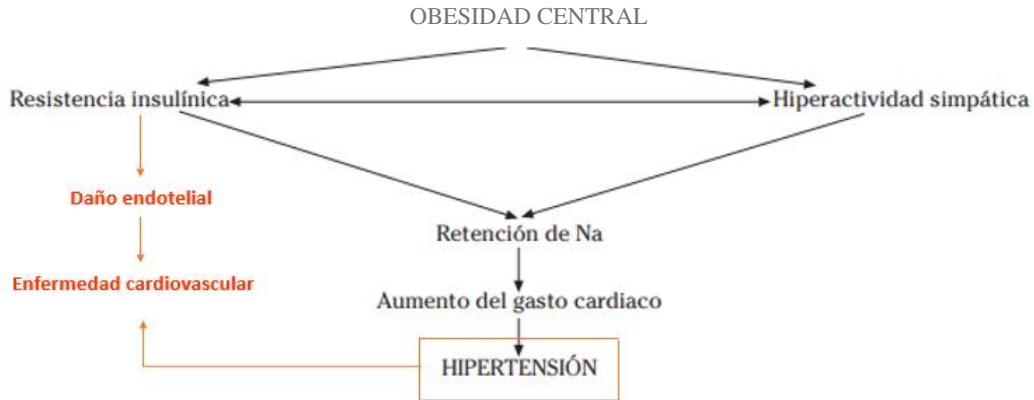 OBESIDAD CENTRAL
Resistencia insulínica
Hiperactividad simpática
Daño endotelial
Retención de Na
Enfermedad cardiovascular
Aumento del gasto cardiaco
HIPERTENSIÓN